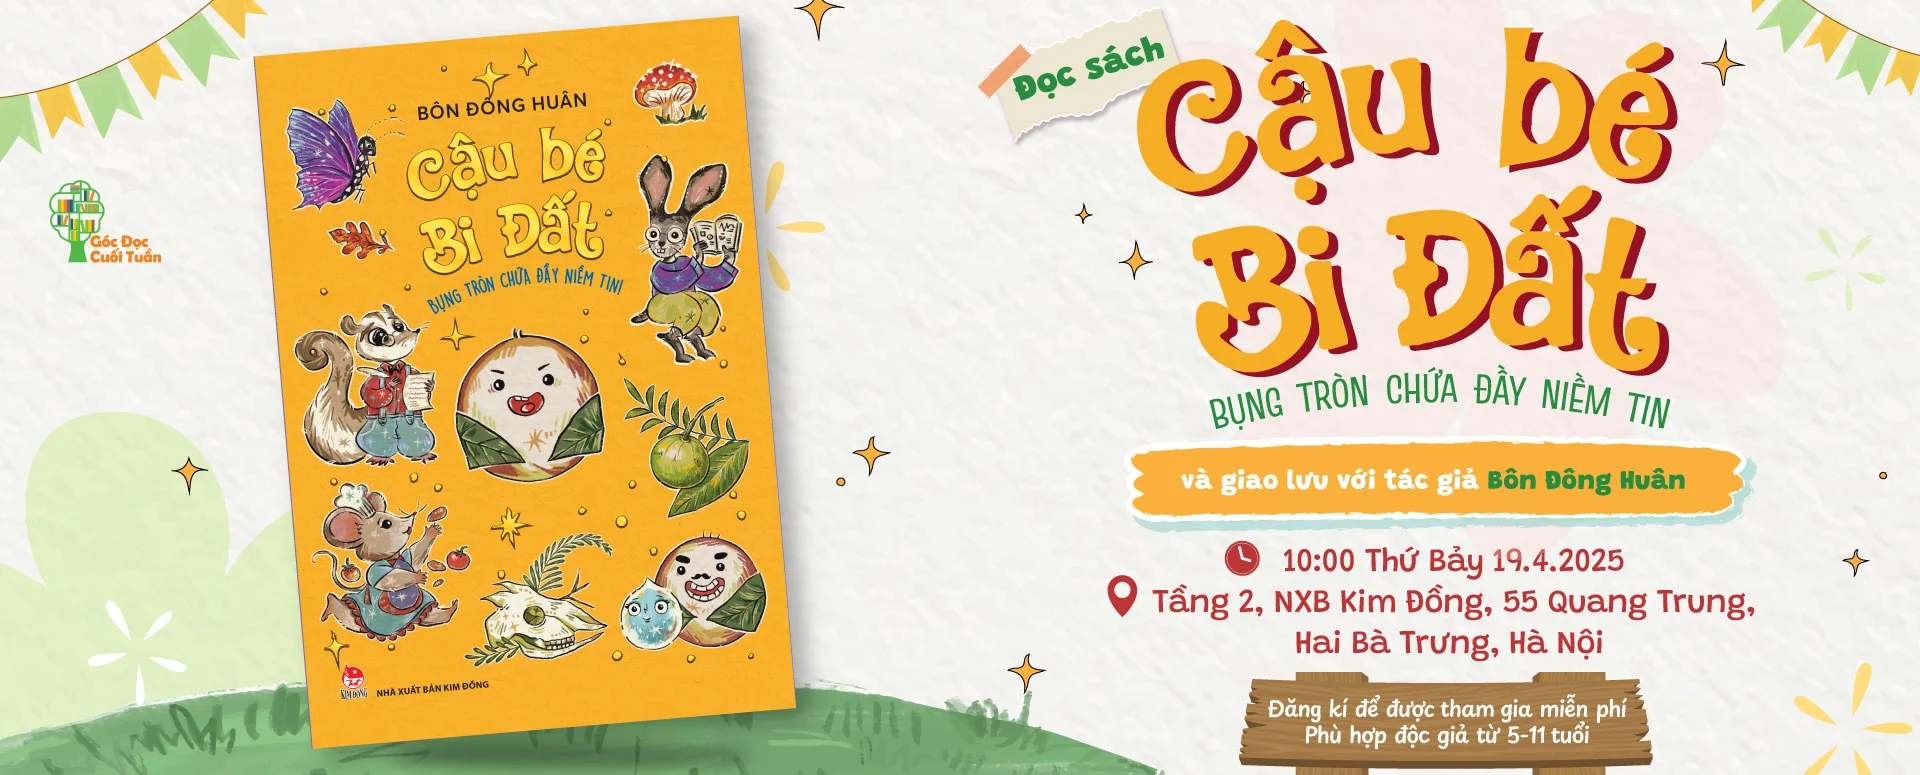 Góc Đọc
Cuối Tuần
BÔN ĐÔNG HUÂN
Cậu bé
Bi Đất
BỤNG TRÒN CHỨA ĐẦY NIỀM TIN!
KIM ĐỒNG
NHÀ XUẤT BẢN KIM ĐỒNG
Đọc sách
Cậu bé
Bi Đất
BỤNG TRÒN CHỨA ĐẦY NIỀM TIN
và giao lưu với tác giả Bôn Đông Huân
10:00 Thứ Bảy 19.4.2025
Tầng 2, NXB Kim Đồng, 55 Quang Trung,
Hai Bà Trưng, Hà Nội
Đăng kí để được tham gia miễn phí
Phù hợp độc giả từ 5-11 tuổi